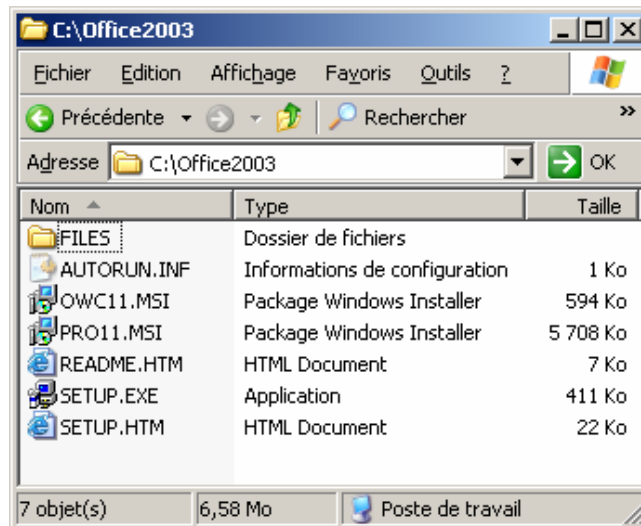 C:\Office2003
Fichier Edition Affichage Favoris Outils ?
Précédente Rechercher »
Adresse C:\Office2003 OK
Nom Type Taille
FILES Dossier de fichiers
AUTORUN.INF Informations de configuration 1 Ko
OWC11.MSI Package Windows Installer 594 Ko
PRO11.MSI Package Windows Installer 5 708 Ko
README.HTM HTML Document 7 Ko
SETUP.EXE Application 411 Ko
SETUP.HTM HTML Document 22 Ko
7 objet(s) 6,58 Mo Poste de travail